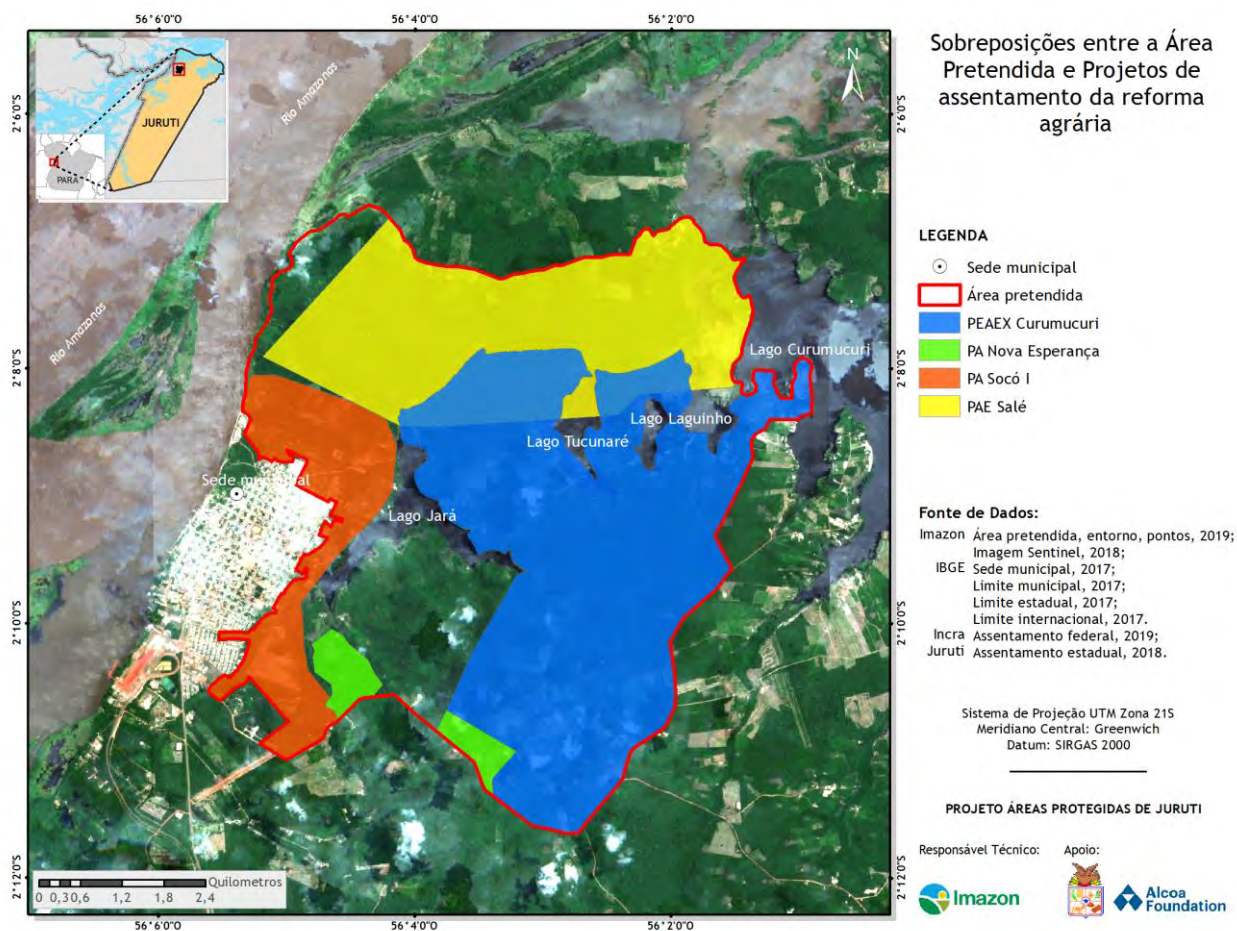 Sobreposições entre a Área
Pretendida e Projetos de
assentamento da reforma
agrária
56°6'0"O
56°4'0"O
56°2'0"O
2°6'0"S
2°8'0"S
2°10'0"S
2°12'0"S
2°6'0"S
2°8'0"S
2°10'0"S
2°12'0"S
JURUTI
PARÁ
N
Rio Amazonas
Rio Amazonas
Lago Curumucuri
Lago Laguinho
Lago Tucunaré
Sede municipal
Lago Jará
Quilometros
0 0,30,6 1,2 1,8 2,4
56°6'0"O
56°4'0"O
56°2'0"O
LEGENDA
Sede municipal
Área pretendida
PEAEX Curumucuri
PA Nova Esperança
PA Socó I
PAE Salé
Fonte de Dados:
Imazon Área pretendida, entorno, pontos, 2019;
Imagem Sentinel, 2018;
IBGE Sede municipal, 2017;
Limite municipal, 2017;
Limite estadual, 2017;
Limite internacional, 2017.
Incra Assentamento federal, 2019;
Juruti Assentamento estadual, 2018.
Sistema de Projeção UTM Zona 21S
Meridiano Central: Greenwich
Datum: SIRGAS 2000
PROJETO ÁREAS PROTEGIDAS DE JURUTI
Responsável Técnico: Apoio:
Imazon
Alcoa
Foundation